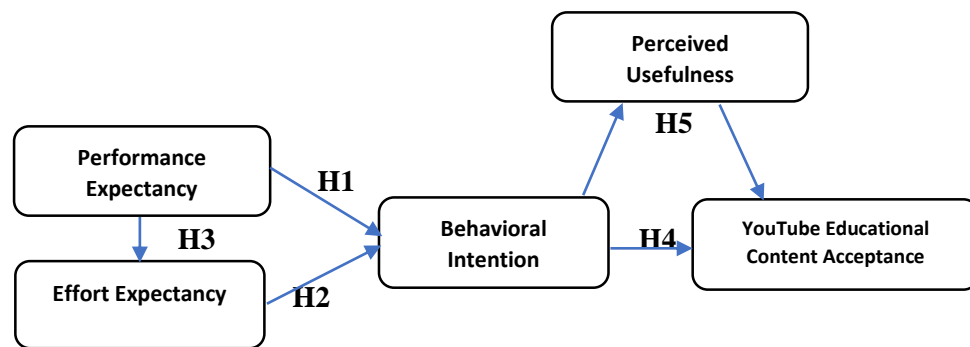 Perceived
Usefulness
H5
Performance
Expectancy
H1
H3
Behavioral
Intention
H4
YouTube Educational
Content Acceptance
Effort Expectancy
H2